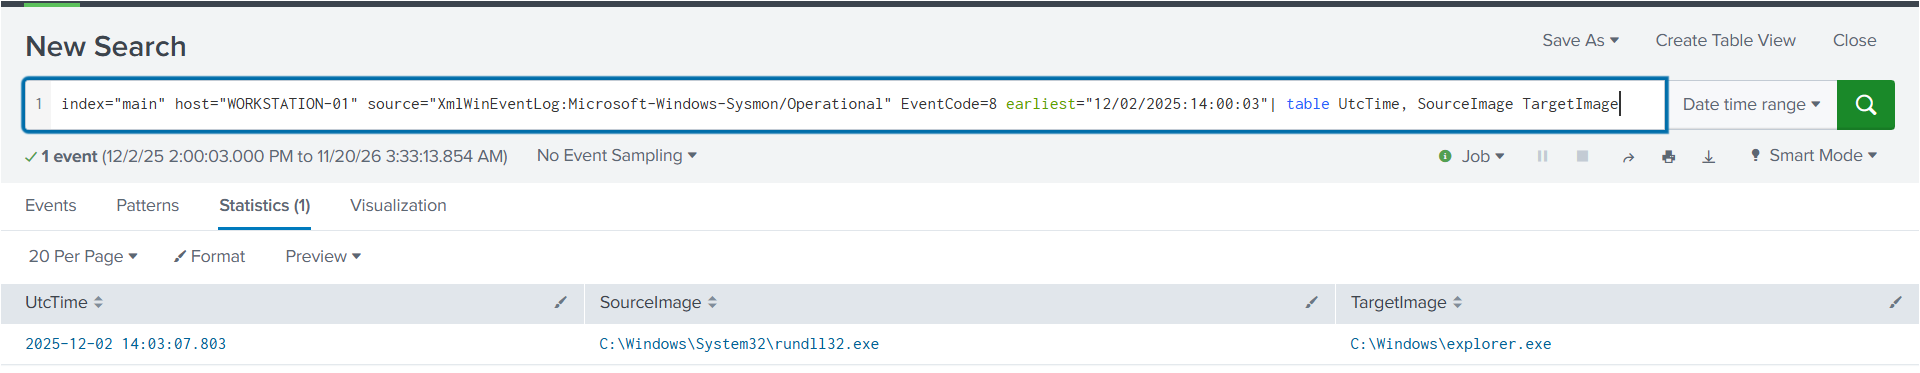 New Search
Save As Create Table View Close
1 index="main" host="WORKSTATION-01" source="XmlWinEventLog:Microsoft-Windows-Sysmon/Operational" EventCode=8 earliest="12/02/2025:14:00:03"| table UtcTime, SourceImage TargetImage
Date time range
1 event (12/2/25 2:00:03.000 PM to 11/20/26 3:33:13.854 AM) No Event Sampling
Job Smart Mode
Events Patterns Statistics (1) Visualization
20 Per Page Format Preview
UtcTime SourceImage TargetImage
2025-12-02 14:03:07.803 C:\Windows\System32\rundll32.exe C:\Windows\explorer.exe